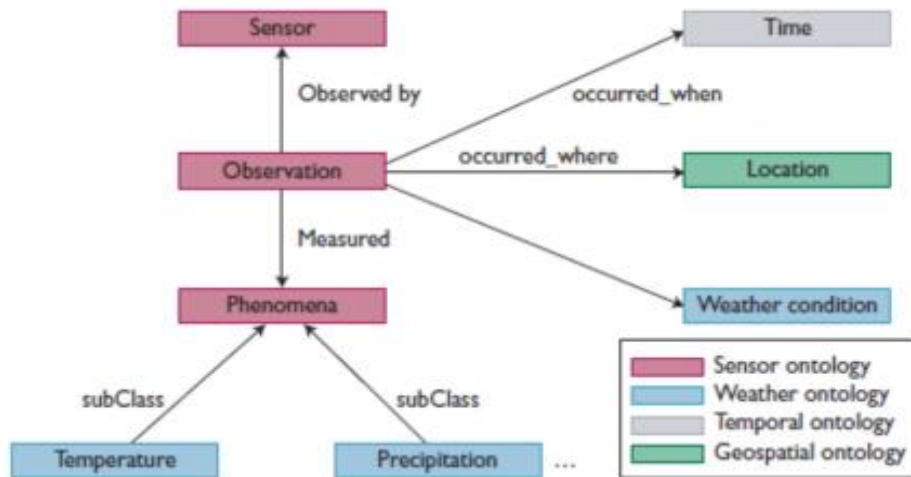 Sensor
Time
Observed by
occurred_when
Observation
occurred_where
Location
Measured
Phenomena
Weather condition
subClass
subClass
Sensor ontology
Weather ontology
Temporal ontology
Geospatial ontology
Temperature
Precipitation
...